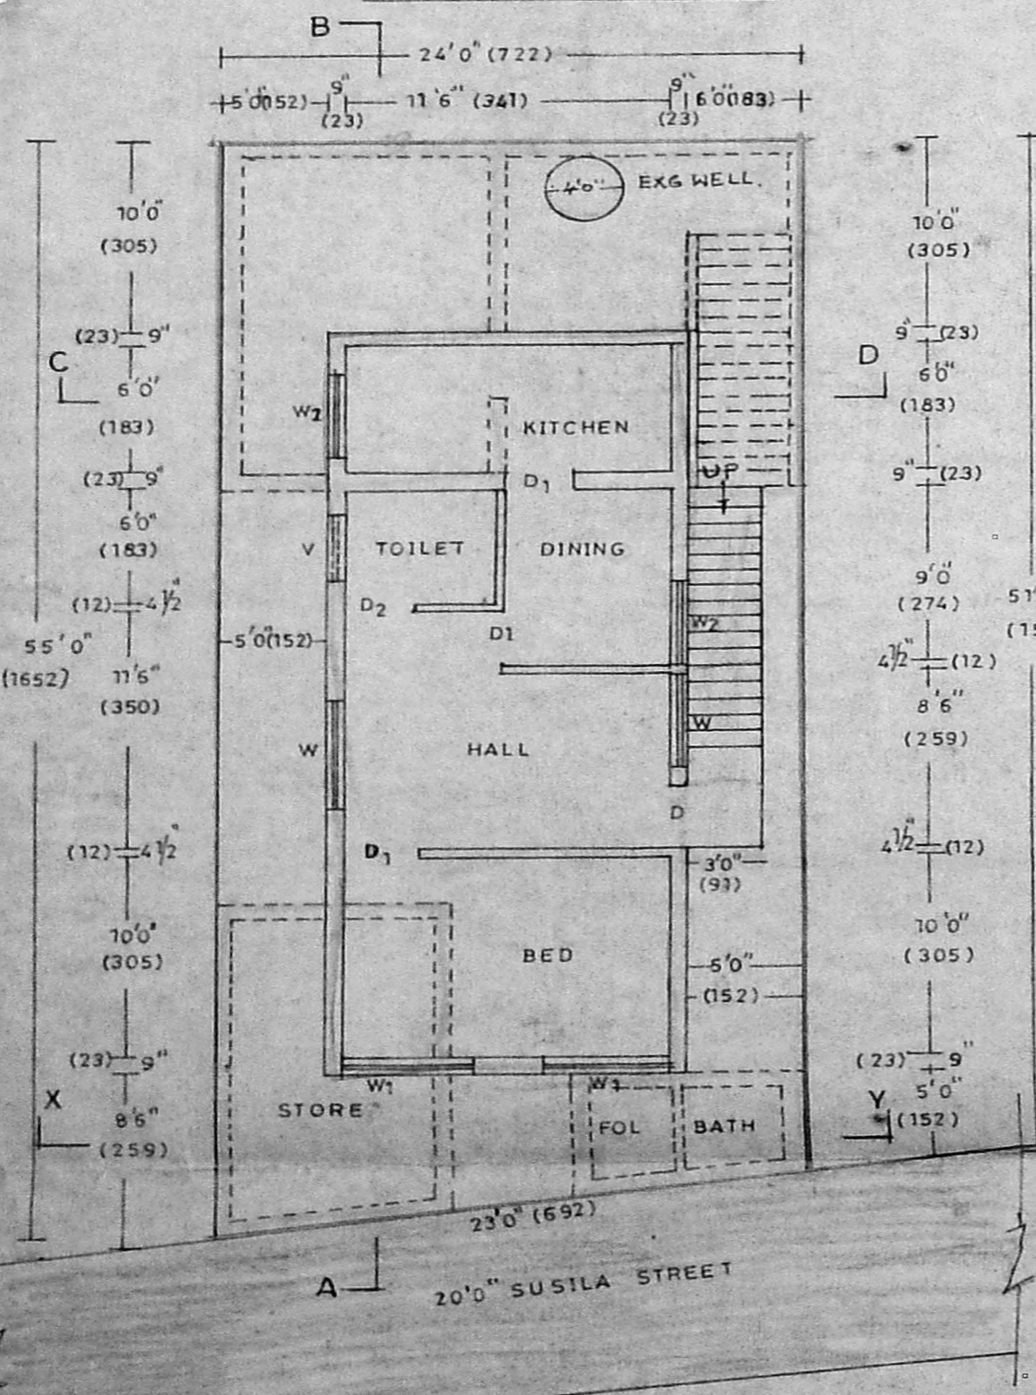 B
24'0" (722)
5'0"(152) 9" 11'6" (341) 9" 6'0"(183)
(23) (23)
4'0" EXG WELL.
10'0"
(305)
10'0"
(305)
(23) 9"
9" (23)
C
D
6'0"
(183)
6'0"
(183)
W2
KITCHEN
(23) 9"
D1
UP
9" (23)
6'0"
(183)
V TOILET DINING
9'0"
(274)
(12) 4½"
D2
D1
W2
55'0"
(1652)
5'0"(152)
4½" (12)
11'6"
(350)
8'6"
(259)
W HALL W
D
(12) 4½"
D1
3'0"
(91)
4½" (12)
10'0"
(305)
BED
5'0"
(152)
10'0"
(305)
(23) 9"
(23) 9"
W1 W1
X
Y
8'6"
(259)
5'0"
(152)
STORE
FOL BATH
23'0" (692)
A
20'0" SUSILA STREET